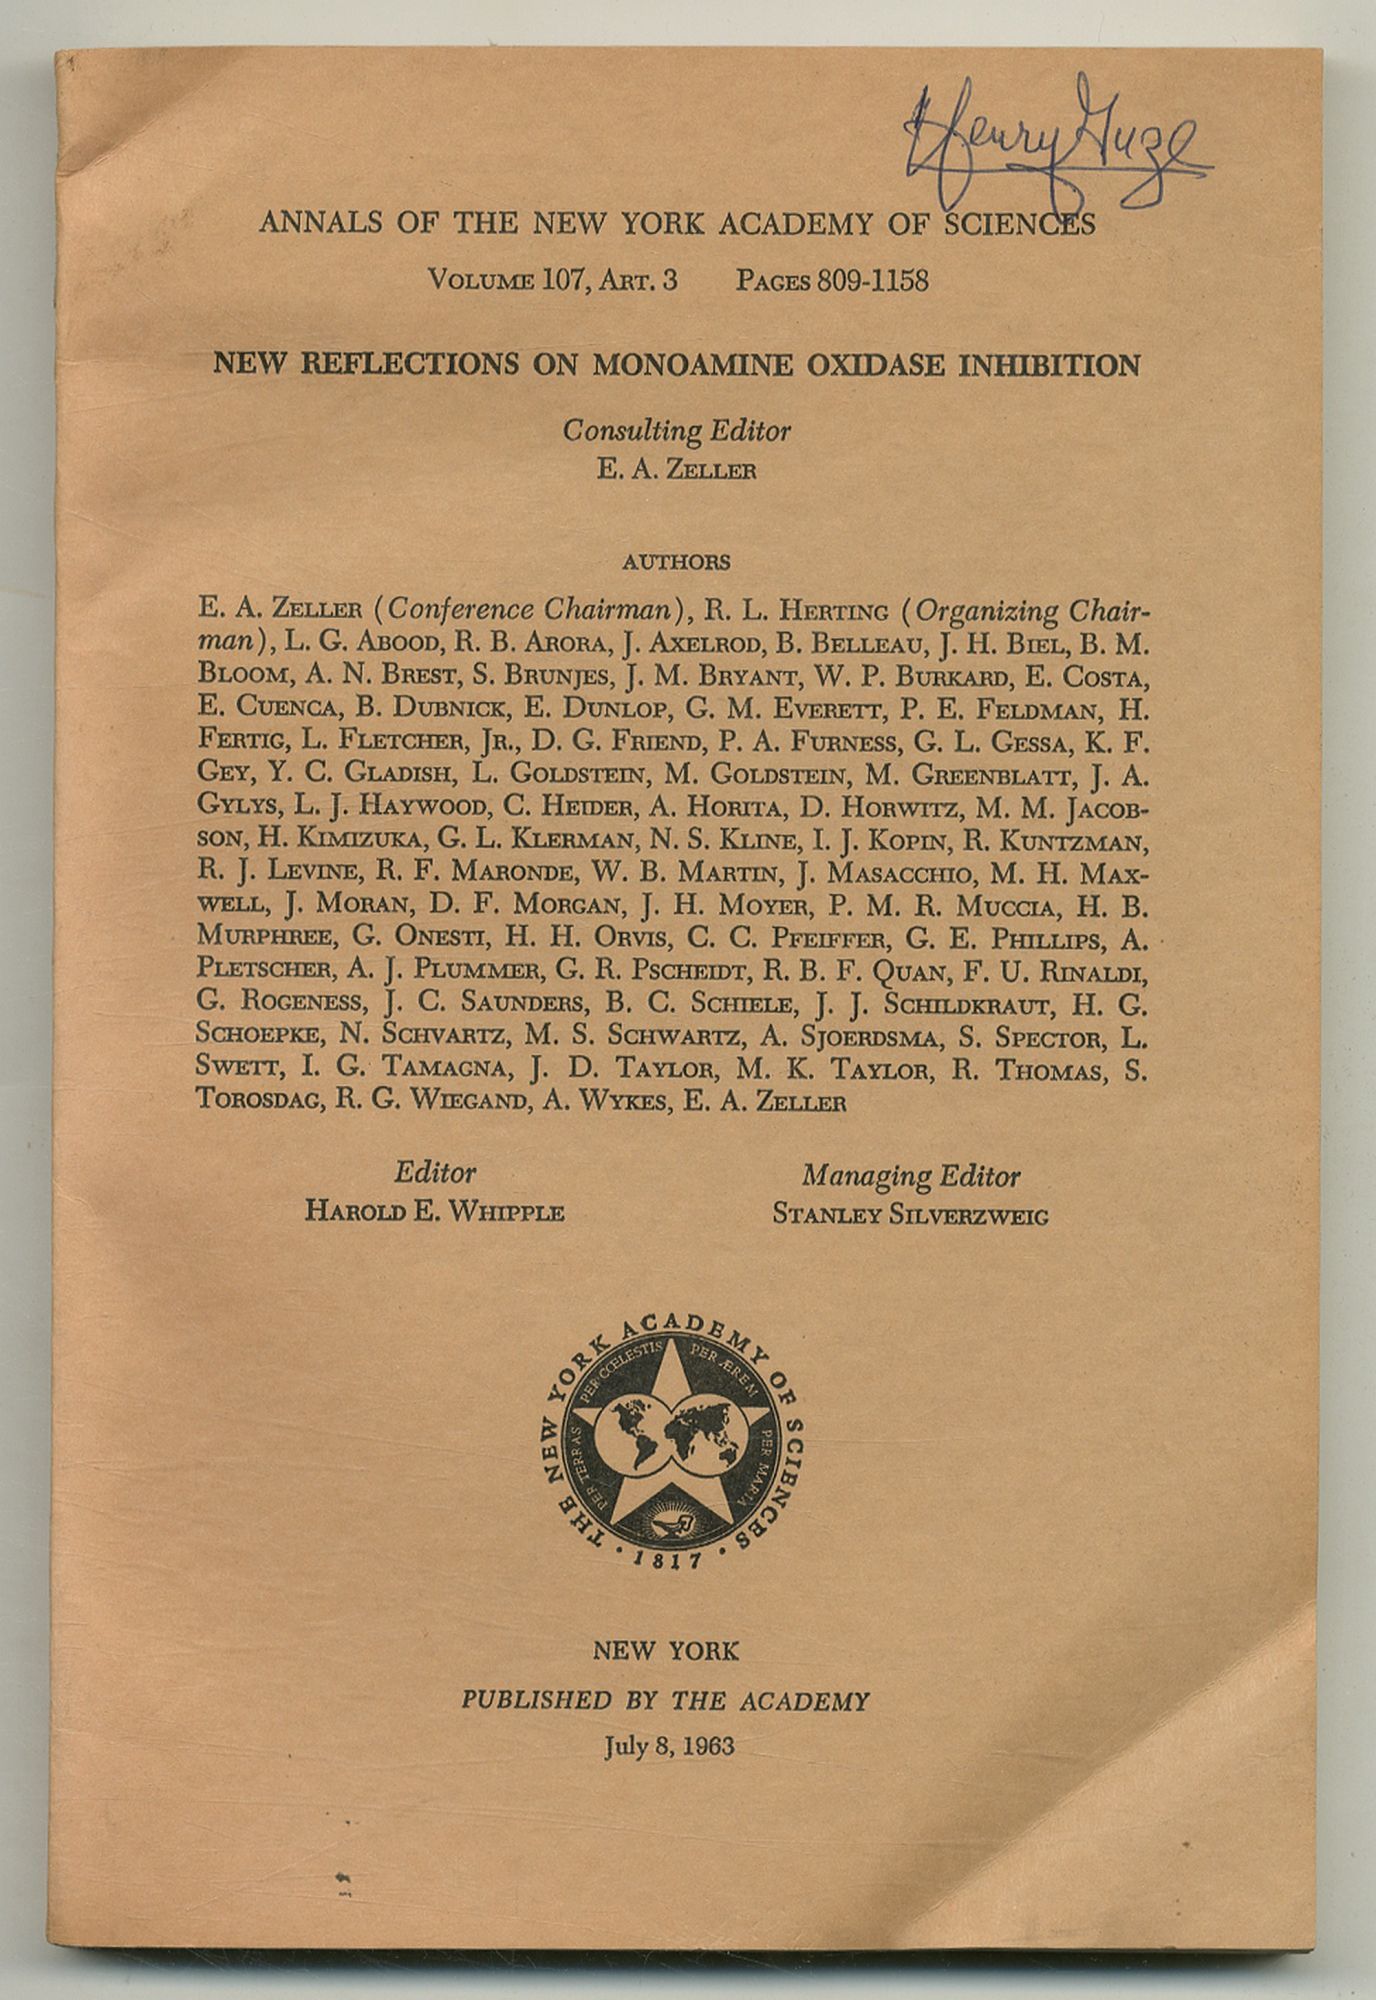 Henry Guze
ANNALS OF THE NEW YORK ACADEMY OF SCIENCES
VOLUME 107, ART. 3 PAGES 809-1158
NEW REFLECTIONS ON MONOAMINE OXIDASE INHIBITION
Consulting Editor
E. A. ZELLER
AUTHORS
E. A. ZELLER (Conference Chairman), R. L. HERTING (Organizing Chair-
man), L. G. ABOOD, R. B. ARORA, J. AXELROD, B. BELLEAU, J. H. BIEL, B. M.
BLOOM, A. N. BREST, S. BRUNJES, J. M. BRYANT, W. P. BURKARD, E. COSTA,
E. CUENCA, B. DUBNICK, E. DUNLOP, G. M. EVERETT, P. E. FELDMAN, H.
FERTIG, L. FLETCHER, JR., D. G. FRIEND, P. A. FURNESS, G. L. GESSA, K. F.
GEY, Y. C. GLADISH, L. GOLDSTEIN, M. GOLDSTEIN, M. GREENBLATT, J. A.
GYLYS, L. J. HAYWOOD, C. HEIDER, A. HORITA, D. HORWITZ, M. M. JACOB-
SON, H. KIMIZUKA, G. L. KLERMAN, N. S. KLINE, I. J. KOPIN, R. KUNTZMAN,
R. J. LEVINE, R. F. MARONDE, W. B. MARTIN, J. MASACCHIO, M. H. MAX-
WELL, J. MORAN, D. F. MORGAN, J. H. MOYER, P. M. R. MUCCIA, H. B.
MURPHREE, G. ONESTI, H. H. ORVIS, C. C. PFEIFFER, G. E. PHILLIPS, A.
PLETSCHER, A. J. PLUMMER, G. R. PSCHEIDT, R. B. F. QUAN, F. U. RINALDI,
G. ROGENESS, J. C. SAUNDERS, B. C. SCHIELE, J. J. SCHILDKRAUT, H. G.
SCHOEPKE, N. SCHVARTZ, M. S. SCHWARTZ, A. SJOERDSMA, S. SPECTOR, L.
SWETT, I. G. TAMAGNA, J. D. TAYLOR, M. K. TAYLOR, R. THOMAS, S.
TOROSDAG, R. G. WIEGAND, A. WYKES, E. A. ZELLER
Editor
HAROLD E. WHIPPLE
Managing Editor
STANLEY SILVERZWEIG
THE NEW YORK ACADEMY OF SCIENCES
PER TERRAS PER CŒLESTIS PER ÆREM PER MARIA
· 1817 ·
NEW YORK
PUBLISHED BY THE ACADEMY
July 8, 1963